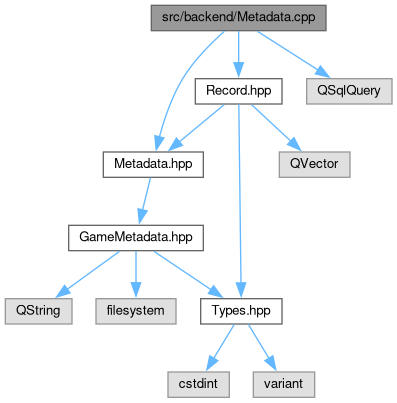 src/backend/Metadata.cpp
Record.hpp
QSqlQuery
Metadata.hpp
QVector
GameMetadata.hpp
QString
filesystem
Types.hpp
cstdint
variant